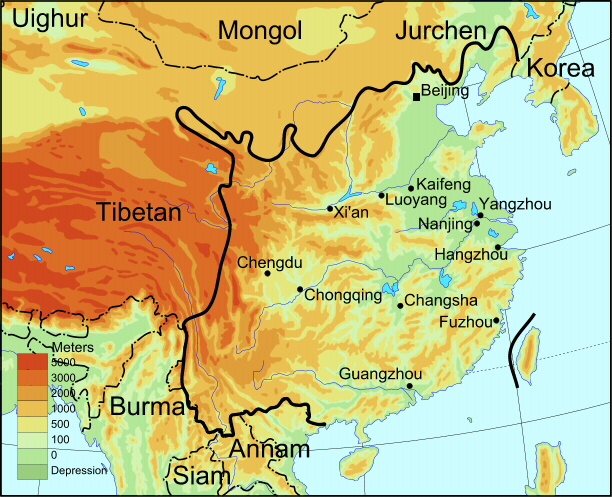 Uighur
Mongol
Jurchen
Korea
Beijing
Tibetan
Kaifeng
Luoyang
Xi'an
Yangzhou
Nanjing
Hangzhou
Chengdu
Chongqing
Changsha
Fuzhou
Guangzhou
Burma
Annam
Siam
Meters
5000
3000
2000
1000
500
100
0
Depression